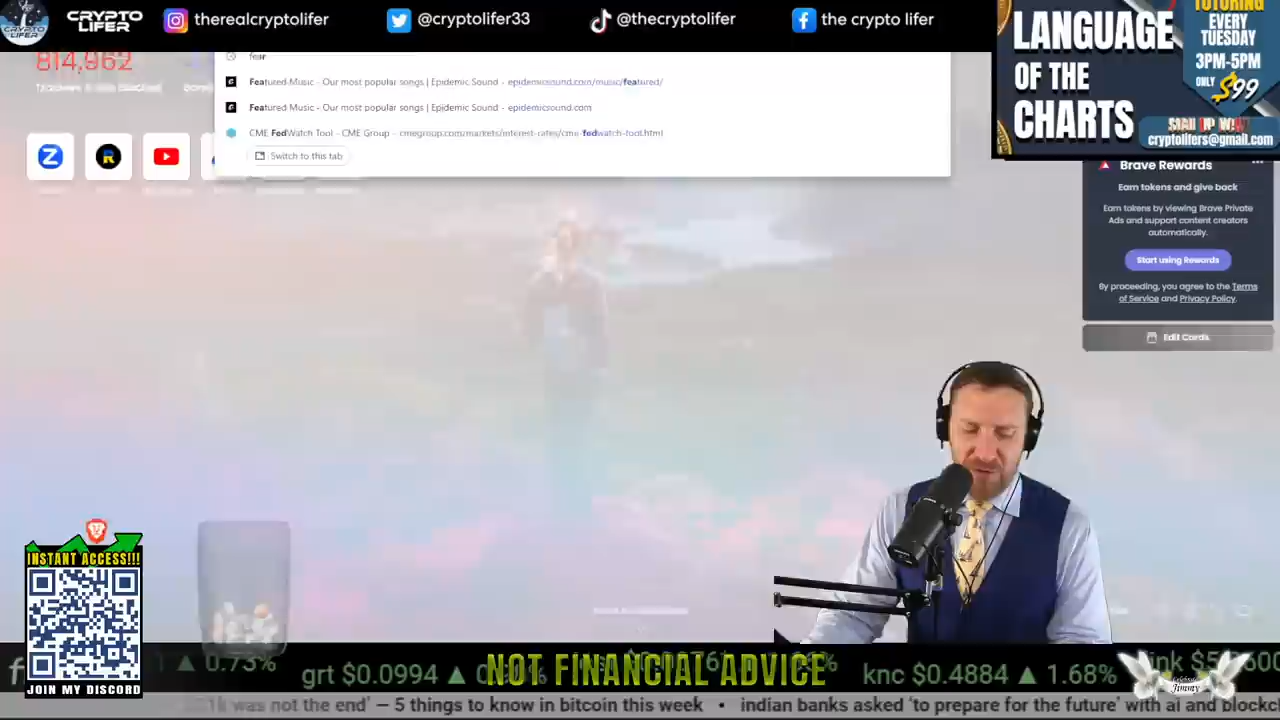 CRYPTO
LIFER
therealcryptolifer
@cryptolifer33
@thecryptolifer
the crypto lifer
TUTORING
EVERY
TUESDAY
3PM-5PM
ONLY $99
LANGUAGE
OF THE
CHARTS
SIGN UP NOW
cryptolifers@gmail.com
814,962
fear
Featured Music - Our most popular songs | Epidemic Sound - epidemicsound.com/music/featured/
Featured Music - Our most popular songs | Epidemic Sound - epidemicsound.com
CME FedWatch Tool - CME Group - cmegroup.com/markets/interest-rates/cme-fedwatch-tool.html
Switch to this tab
Brave Rewards
Earn tokens and give back
Earn tokens by viewing Brave Private
Ads and support content creators
automatically.
Start using Rewards
By proceeding, you agree to the Terms
of Service and Privacy Policy.
Edit Cards
INSTANT ACCESS!!!
JOIN MY DISCORD
▲ 0.73%
grt $0.0994 ▲
NOT FINANCIAL ADVICE
knc $0.4884 ▲ 1.68%
Jimmy
was not the end' — 5 things to know in bitcoin this week • indian banks asked 'to prepare for the future' with ai and blockc